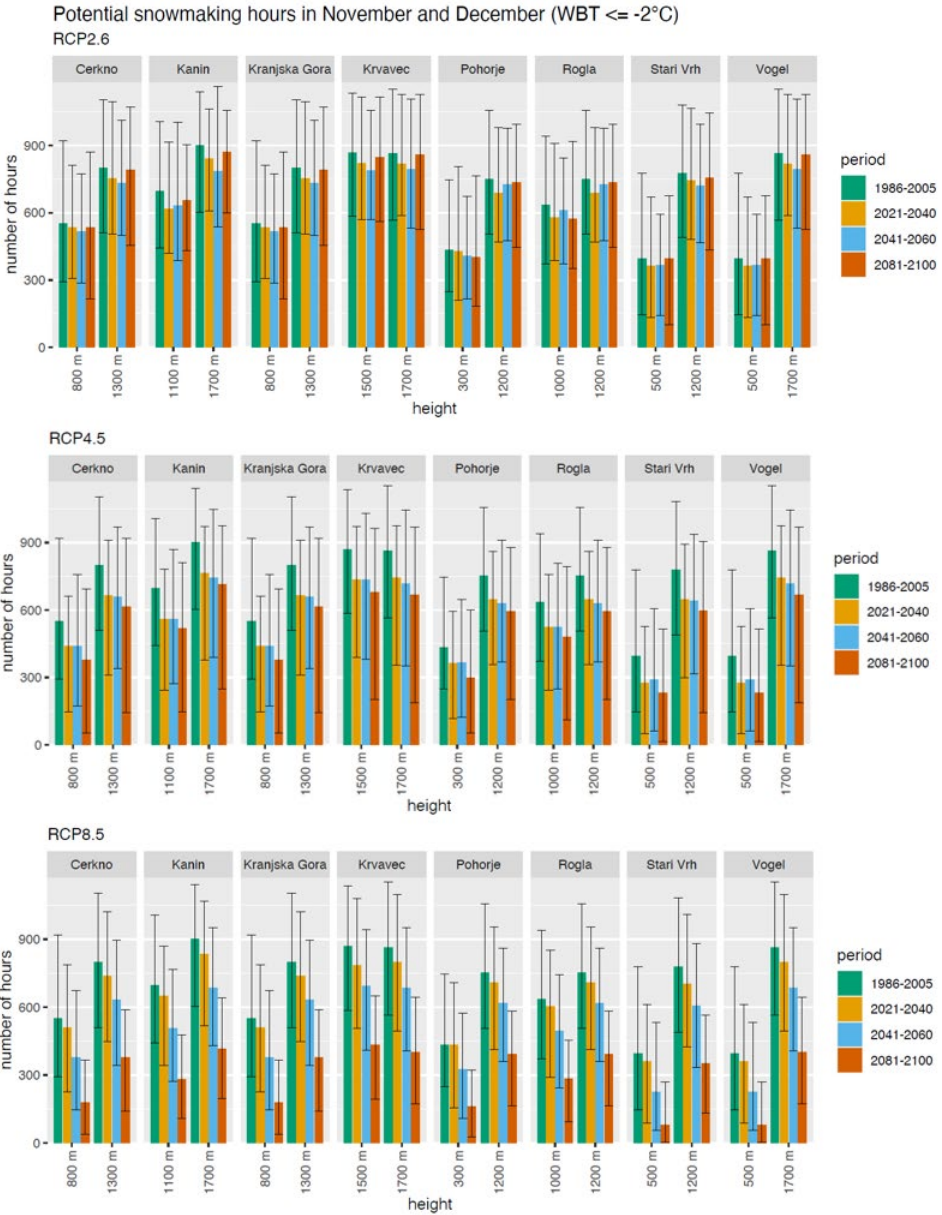 Potential snowmaking hours in November and December (WBT <= -2°C)
RCP2.6
Cerkno Kanin Kranjska Gora Krvavec Pohorje Rogla Stari Vrh Vogel
number of hours
900
600
300
0
800 m 1300 m 1100 m 1700 m 800 m 1300 m 1500 m 1700 m 300 m 1200 m 1000 m 1200 m 500 m 1200 m 500 m 1700 m
height
period
1986-2005
2021-2040
2041-2060
2081-2100
RCP4.5
Cerkno Kanin Kranjska Gora Krvavec Pohorje Rogla Stari Vrh Vogel
number of hours
900
600
300
0
800 m 1300 m 1100 m 1700 m 800 m 1300 m 1500 m 1700 m 300 m 1200 m 1000 m 1200 m 500 m 1200 m 500 m 1700 m
height
period
1986-2005
2021-2040
2041-2060
2081-2100
RCP8.5
Cerkno Kanin Kranjska Gora Krvavec Pohorje Rogla Stari Vrh Vogel
number of hours
900
600
300
0
800 m 1300 m 1100 m 1700 m 800 m 1300 m 1500 m 1700 m 300 m 1200 m 1000 m 1200 m 500 m 1200 m 500 m 1700 m
height
period
1986-2005
2021-2040
2041-2060
2081-2100